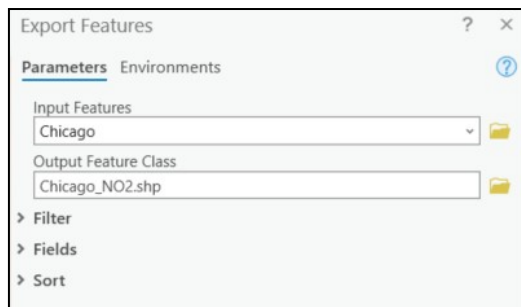 Export Features ? ×
Parameters Environments ?
Input Features
Chicago
Output Feature Class
Chicago_NO2.shp
> Filter
> Fields
> Sort